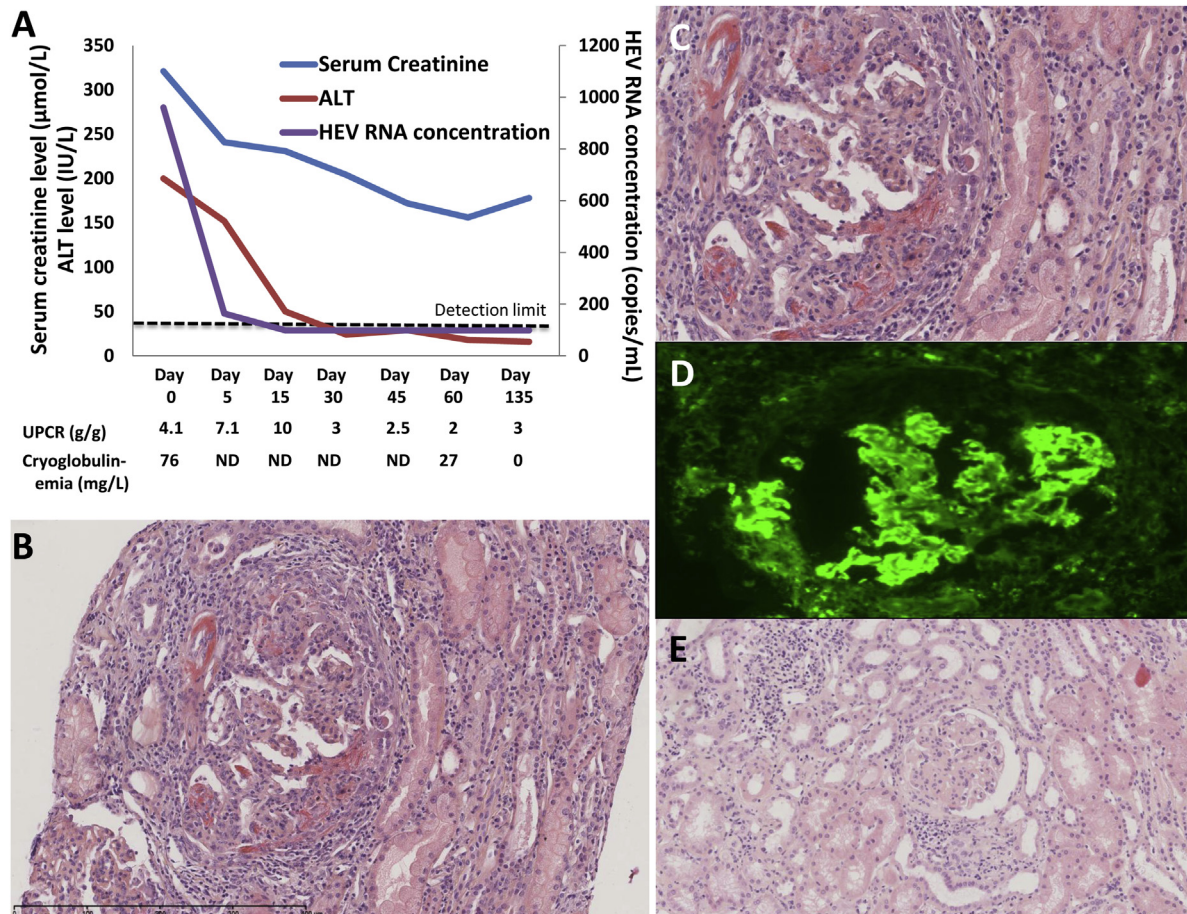 A
350
300
250
200
150
100
50
0
Serum creatinine level (µmol/L)
ALT level (IU/L)
Serum Creatinine
ALT
HEV RNA concentration
Detection limit
1200
1000
800
600
400
200
0
HEV RNA concentration (copies/mL)
Day Day Day Day Day Day Day
0 5 15 30 45 60 135
UPCR (g/g) 4.1 7.1 10 3 2.5 2 3
Cryoglobulin- 76 ND ND ND ND 27 0
emia (mg/L)
B
C
D
E